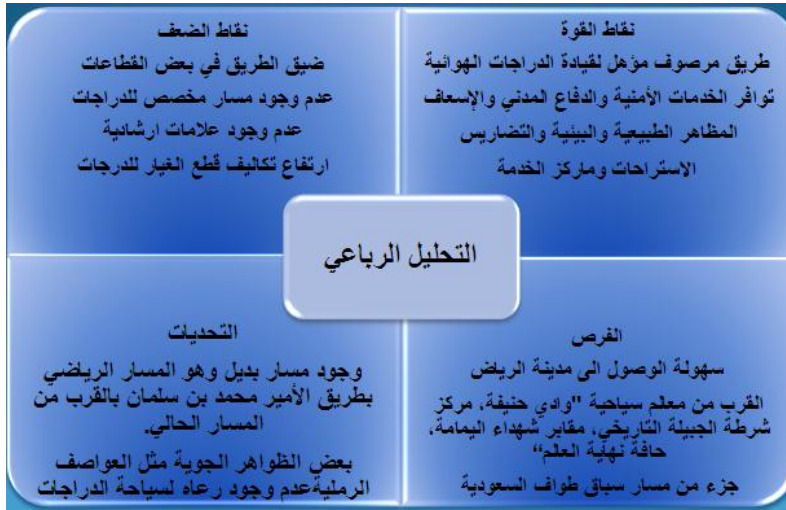 نقاط القوة
طريق مرصوف مؤهل لقيادة الدراجات الهوائية
توافر الخدمات الأمنية والدفاع المدني والإسعاف
المظاهر الطبيعية والبيئية والتضاريس
الاستراحات وماركز الخدمة
نقاط الضعف
ضيق الطريق في بعض القطاعات
عدم وجود مسار مخصص للدراجات
عدم وجود علامات ارشادية
ارتفاع تكاليف قطع الغيار للدرجات
التحليل الرباعي
الفرص
سهولة الوصول الى مدينة الرياض
القرب من معلم سياحية "وادي حنيفة، مركز
شرطة الجبيلة التاريخي، مقابر شهداء اليمامة،
حافة نهاية العلم“
جزء من مسار سباق طواف السعودية
التحديات
وجود مسار بديل وهو المسار الرياضي
بطريق الأمير محمد بن سلمان بالقرب من
المسار الحالي.
بعض الظواهر الجوية مثل العواصف
الرمليةعدم وجود رعاه لسياحة الدراجات